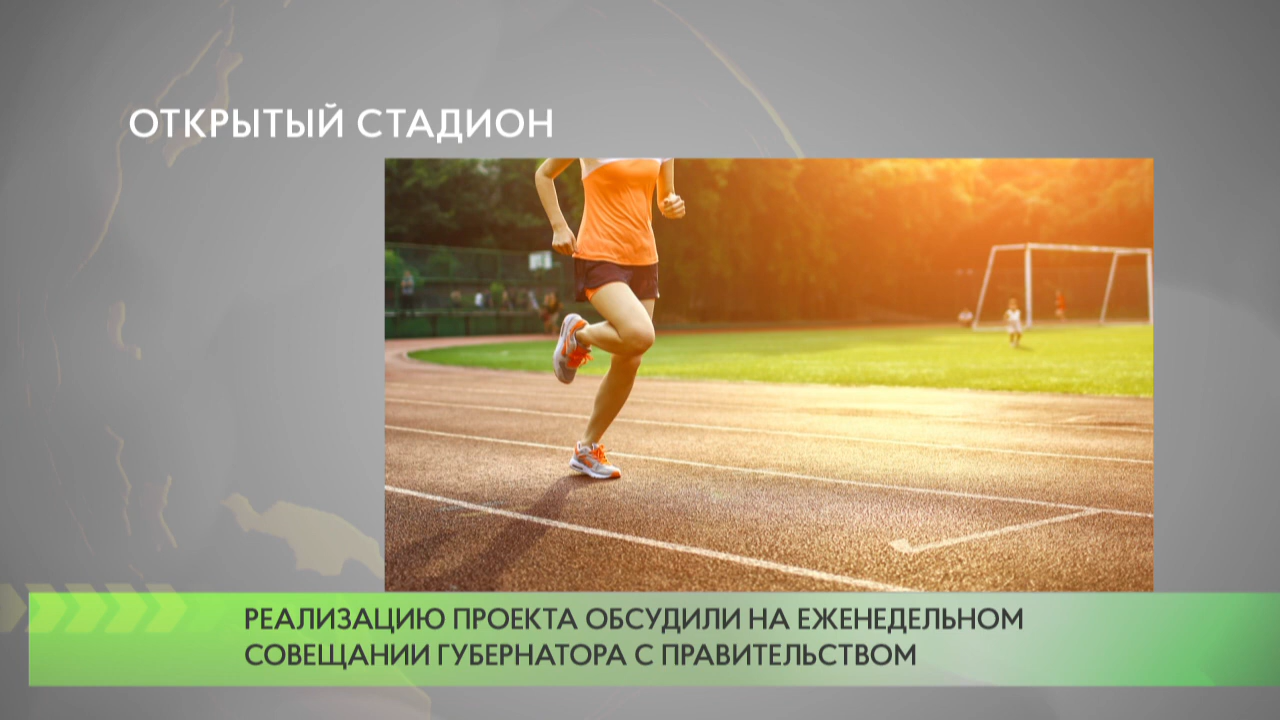 ОТКРЫТЫЙ СТАДИОН
РЕАЛИЗАЦИЮ ПРОЕКТА ОБСУДИЛИ НА ЕЖЕНЕДЕЛЬНОМ
СОВЕЩАНИИ ГУБЕРНАТОРА С ПРАВИТЕЛЬСТВОМ